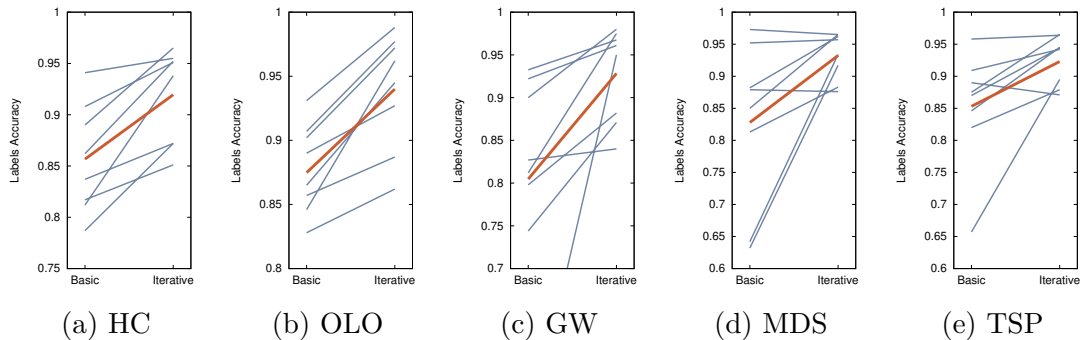 Labels Accuracy
1
0.95
0.9
0.85
0.8
0.75
Basic
Iterative
(a) HC
Labels Accuracy
1
0.95
0.9
0.85
0.8
Basic
Iterative
(b) OLO
Labels Accuracy
1
0.95
0.9
0.85
0.8
0.75
0.7
Basic
Iterative
(c) GW
Labels Accuracy
1
0.95
0.9
0.85
0.8
0.75
0.7
0.65
0.6
Basic
Iterative
(d) MDS
Labels Accuracy
1
0.95
0.9
0.85
0.8
0.75
0.7
0.65
0.6
Basic
Iterative
(e) TSP